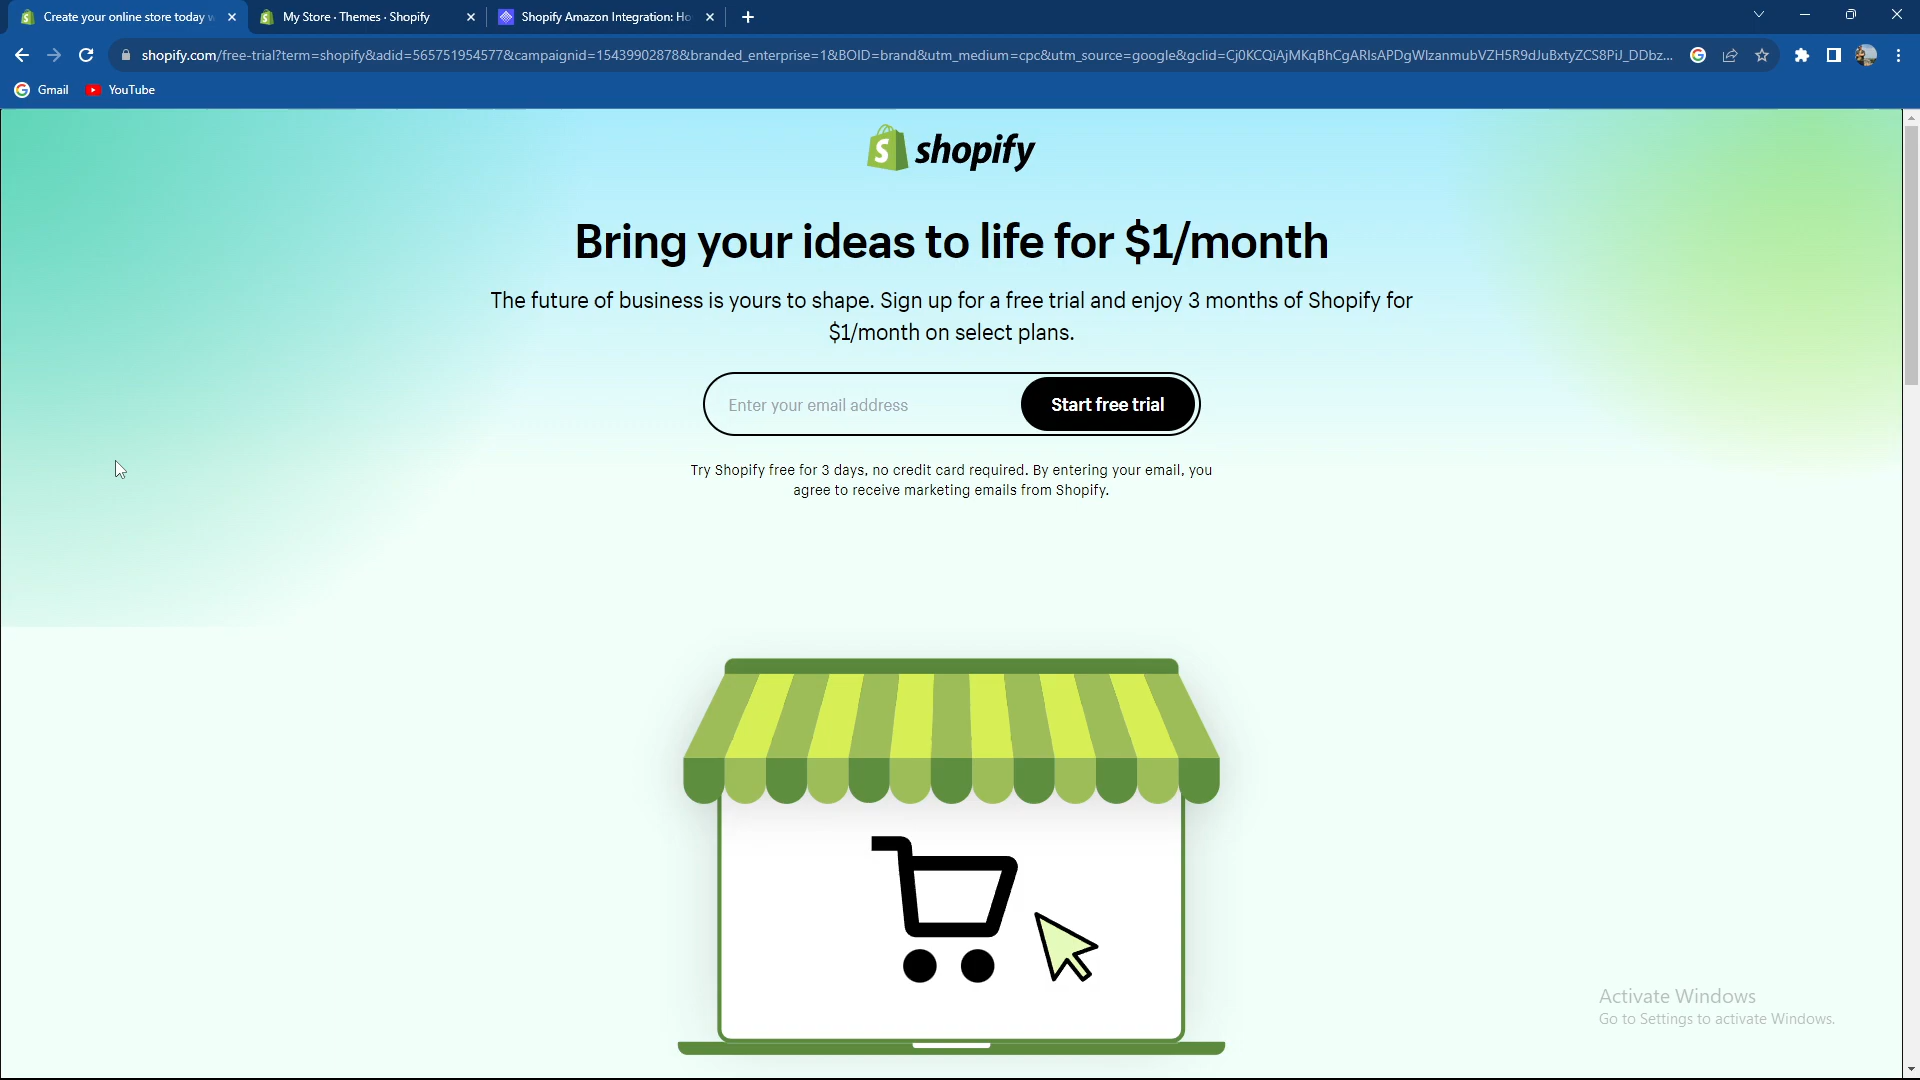 Create your online store today w
My Store · Themes · Shopify
Shopify Amazon Integration: Ho
shopify.com/free-trial?term=shopify&adid=565751954577&campaignid=15439902878&branded_enterprise=1&BOID=brand&utm_medium=cpc&utm_source=google&gclid=Cj0KCQiAjMKqBhCgARIsAPDgWlzanmubVZH5R9dJuBxtyZCS8PiJ_DDbz...
Gmail
YouTube
shopify
Bring your ideas to life for $1/month
The future of business is yours to shape. Sign up for a free trial and enjoy 3 months of Shopify for
$1/month on select plans.
Enter your email address
Start free trial
Try Shopify free for 3 days, no credit card required. By entering your email, you
agree to receive marketing emails from Shopify.
Activate Windows
Go to Settings to activate Windows.